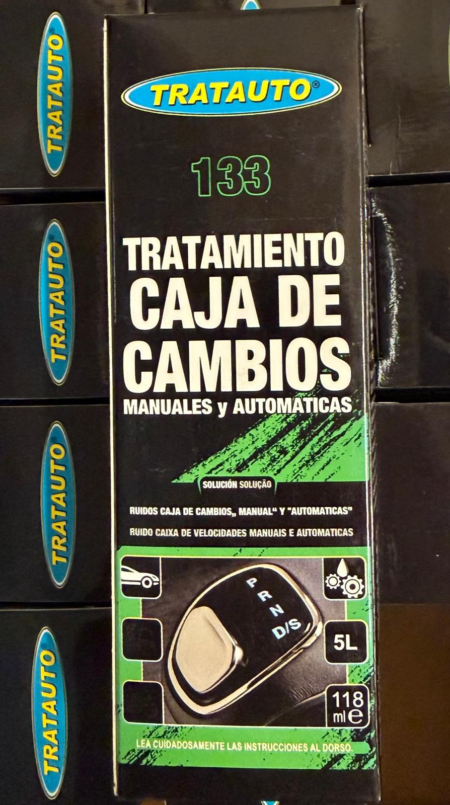 TRATAUTO®
133
TRATAMIENTO
CAJA DE
CAMBIOS
MANUALES y AUTOMÁTICAS
SOLUCIÓN SOLUÇÃO
RUIDOS CAJA DE CAMBIOS„ MANUAL“ Y "AUTOMATICAS"
RUIDO CAIXA DE VELOCIDADES MANUAIS E AUTOMATICAS
P
R
N
D/S
5L
118
ml e
LEA CUIDADOSAMENTE LAS INSTRUCCIONES AL DORSO.
TRATAUTO
TRATAUTO
TRATAUTO
TRATAUTO